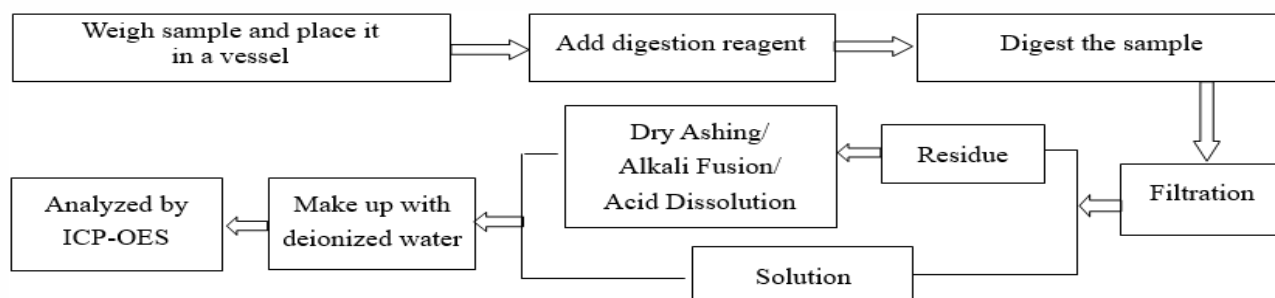 Weigh sample and place it
in a vessel
Add digestion reagent
Digest the sample
Filtration
Residue
Dry Ashing/
Alkali Fusion/
Acid Dissolution
Solution
Make up with
deionized water
Analyzed by
ICP-OES